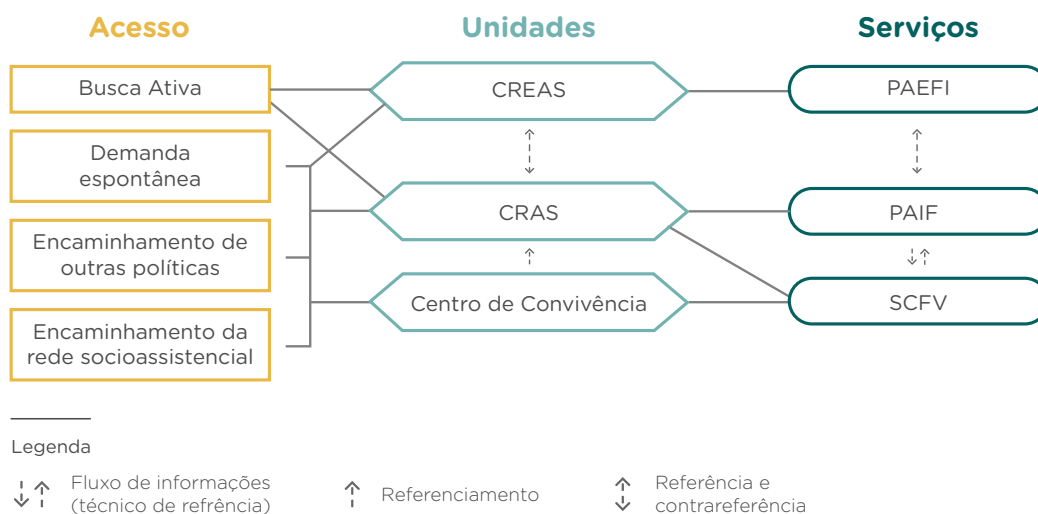 Acesso
Unidades
Serviços
Busca Ativa
CREAS
PAEFI
Demanda
espontânea
CRAS
PAIF
Encaminhamento de
outras políticas
Centro de Convivência
SCFV
Encaminhamento da
rede socioassistencial
Legenda
Fluxo de informações
(técnico de refrência)
Referenciamento
Referência e
contrareferência